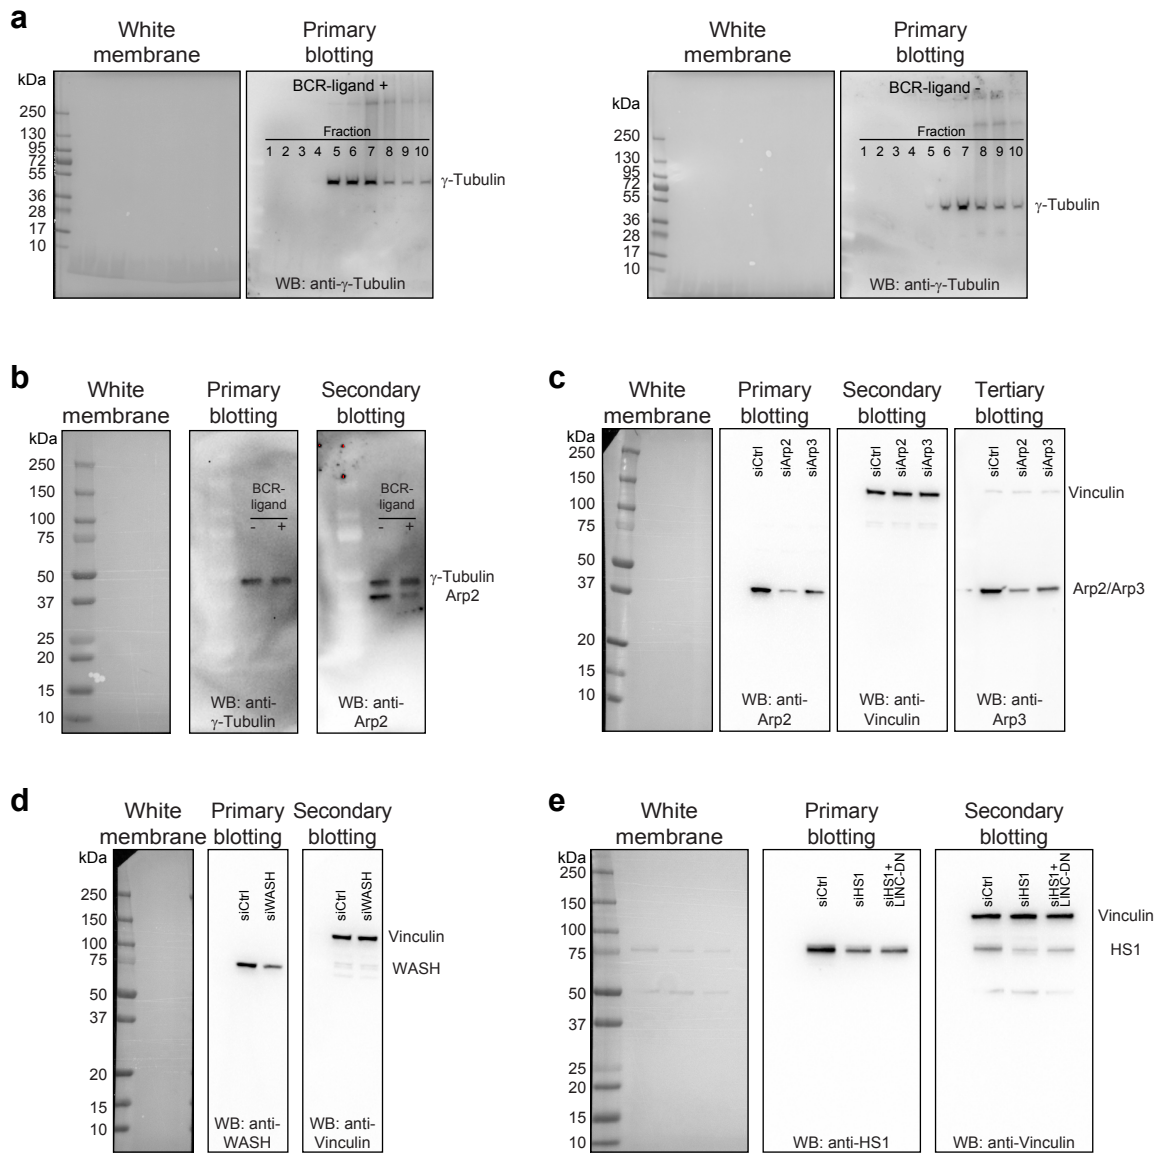 a
White
membrane
Primary
blotting
kDa
250
130
95
72
55
36
28
17
10
BCR-ligand +
Fraction
1 2 3 4 5 6 7 8 9 10
γ-Tubulin
WB: anti-γ-Tubulin
White
membrane
Primary
blotting
kDa
250
130
95
72
55
36
28
17
10
BCR-ligand -
Fraction
1 2 3 4 5 6 7 8 9 10
γ-Tubulin
WB: anti-γ-Tubulin
b
White
membrane
Primary
blotting
Secondary
blotting
kDa
250
150
100
75
50
37
25
20
15
10
BCR-
ligand
- +
WB: anti-
γ-Tubulin
BCR-
ligand
- +
γ-Tubulin
Arp2
WB: anti-
Arp2
c
White
membrane
Primary
blotting
Secondary
blotting
Tertiary
blotting
kDa
250
150
100
75
50
37
20
15
10
siCtrl
siArp2
siArp3
WB: anti-
Arp2
siCtrl
siArp2
siArp3
WB: anti-
Vinculin
siCtrl
siArp2
siArp3
Vinculin
Arp2/Arp3
WB: anti-
Arp3
d
White
membrane
Primary
blotting
Secondary
blotting
kDa
250
150
100
75
50
37
20
15
10
siCtrl
siWASH
WB: anti-
WASH
siCtrl
siWASH
Vinculin
WASH
WB: anti-
Vinculin
e
White
membrane
Primary
blotting
Secondary
blotting
kDa
250
150
100
75
50
37
25
20
15
10
siCtrl
siHS1
siHS1+
LINC-DN
WB: anti-HS1
siCtrl
siHS1
siHS1+
LINC-DN
Vinculin
HS1
WB: anti-Vinculin